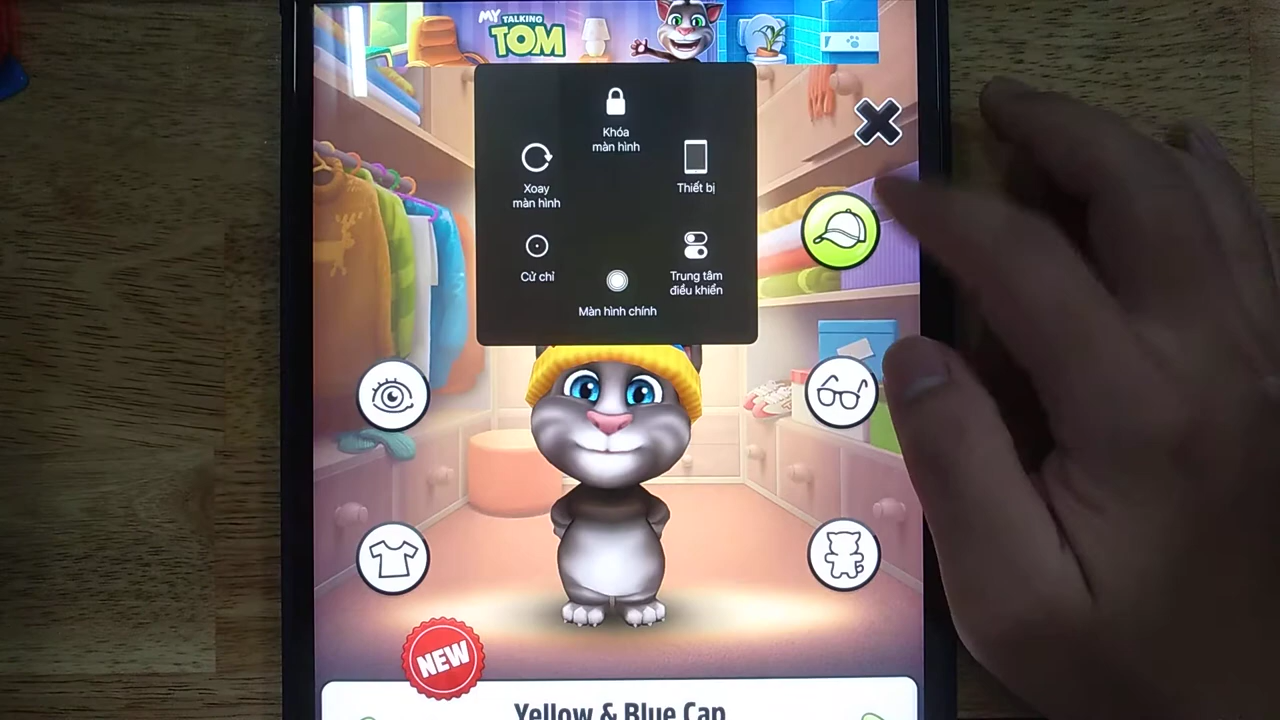 MY TALKING
TOM
Khóa
màn hình
Xoay
màn hình
Thiết bị
Cử chỉ
Trung tâm
điều khiển
Màn hình chính
NEW
Yellow & Blue Cap